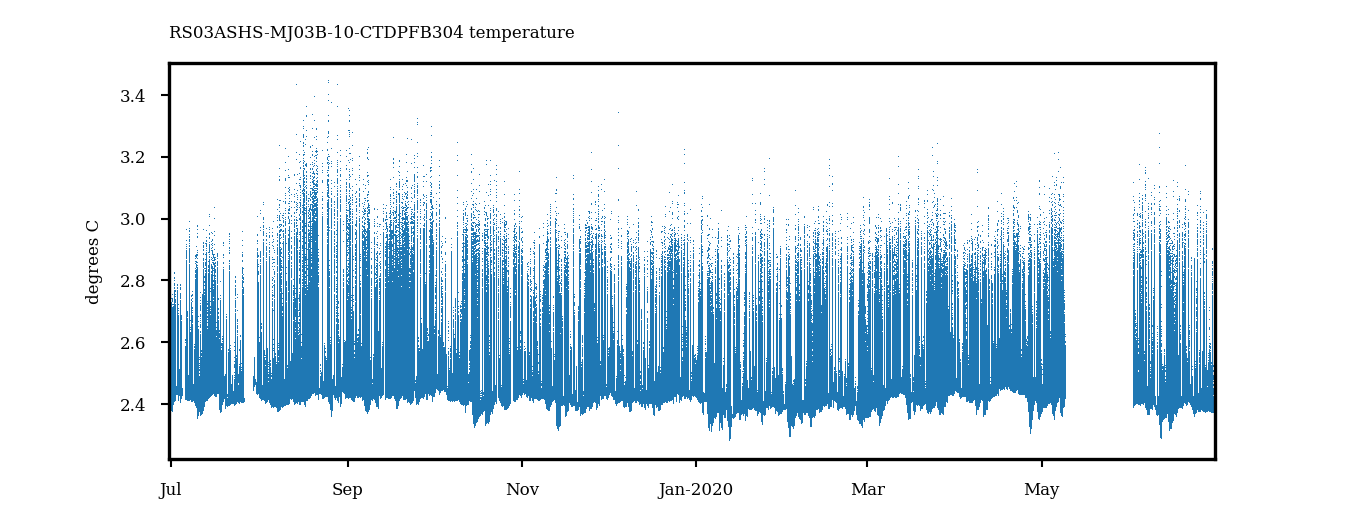 RS03ASHS-MJ03B-10-CTDPFB304 temperature
degrees C
3.4
3.2
3.0
2.8
2.6
2.4
Jul Sep Nov Jan-2020 Mar May